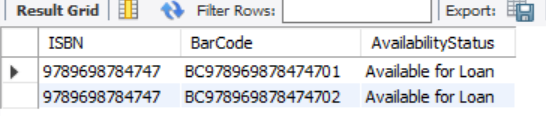 Result Grid Filter Rows: Export:
ISBN BarCode AvailabilityStatus
9789698784747 BC978969878474701 Available for Loan
9789698784747 BC978969878474702 Available for Loan